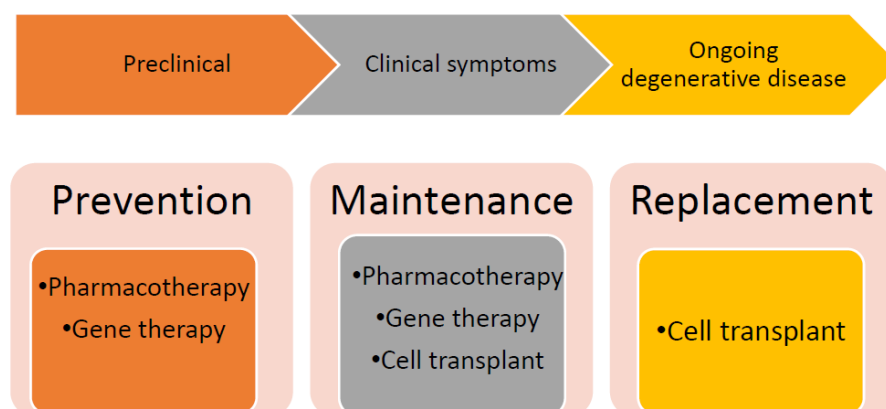 Preclinical
Clinical symptoms
Ongoing
degenerative disease
Prevention
•Pharmacotherapy
•Gene therapy
Maintenance
•Pharmacotherapy
•Gene therapy
•Cell transplant
Replacement
•Cell transplant